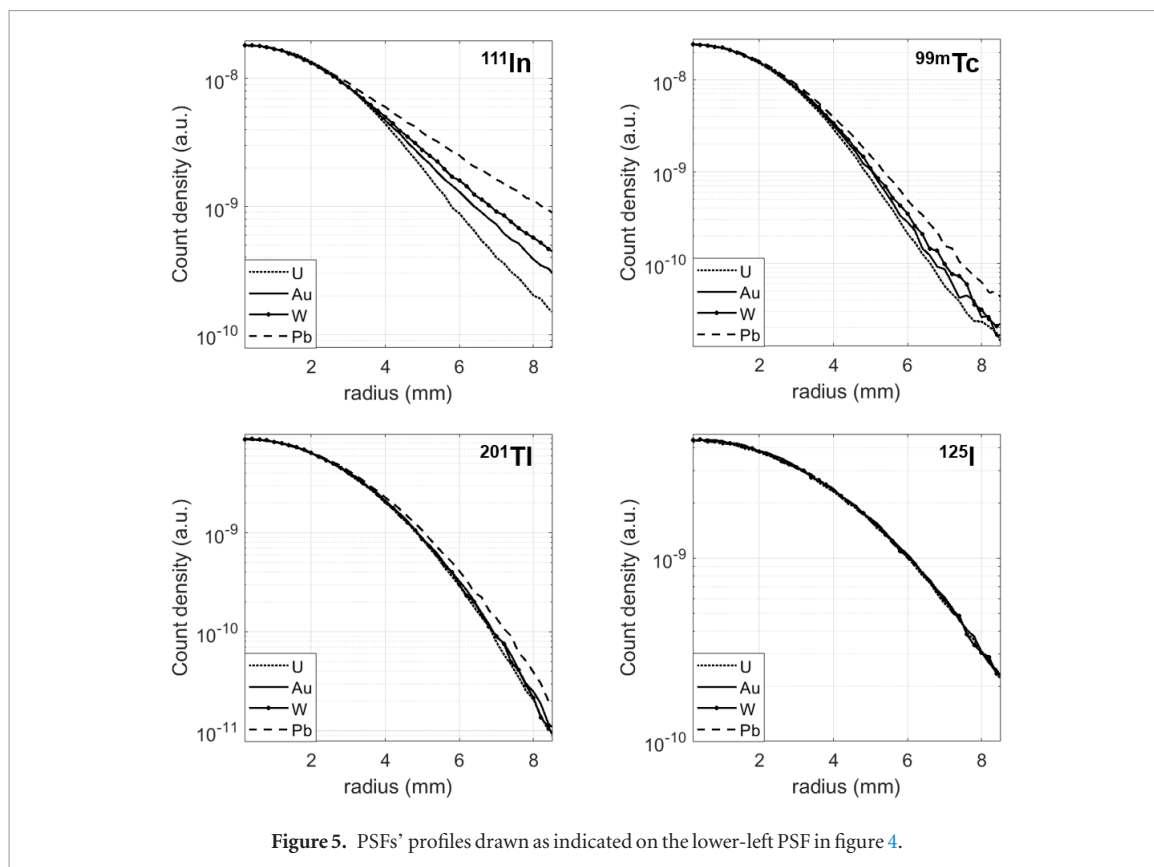 ¹¹¹In
Count density (a.u.)
10⁻⁸
10⁻⁹
10⁻¹⁰
U
Au
W
Pb
2 4 6 8
radius (mm)
⁹⁹ᵐTc
Count density (a.u.)
10⁻⁸
10⁻⁹
10⁻¹⁰
U
Au
W
Pb
2 4 6 8
radius (mm)
²⁰¹Tl
Count density (a.u.)
10⁻⁹
10⁻¹⁰
10⁻¹¹
U
Au
W
Pb
2 4 6 8
radius (mm)
¹²⁵I
Count density (a.u.)
10⁻⁹
10⁻¹⁰
U
Au
W
Pb
2 4 6 8
radius (mm)
Figure 5. PSFs’ profiles drawn as indicated on the lower-left PSF in figure 4.